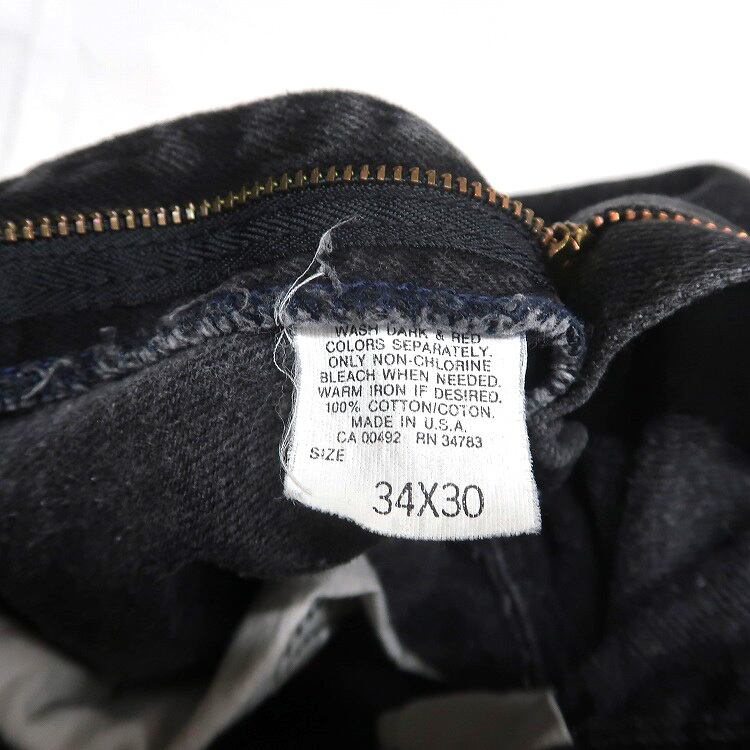 WASH DARK & RED
COLORS SEPARATELY.
ONLY NON-CHLORINE
BLEACH WHEN NEEDED.
WARM IRON IF DESIRED.
100% COTTON/COTON.
MADE IN U.S.A.
CA 00492 RN 34783
SIZE
34X30